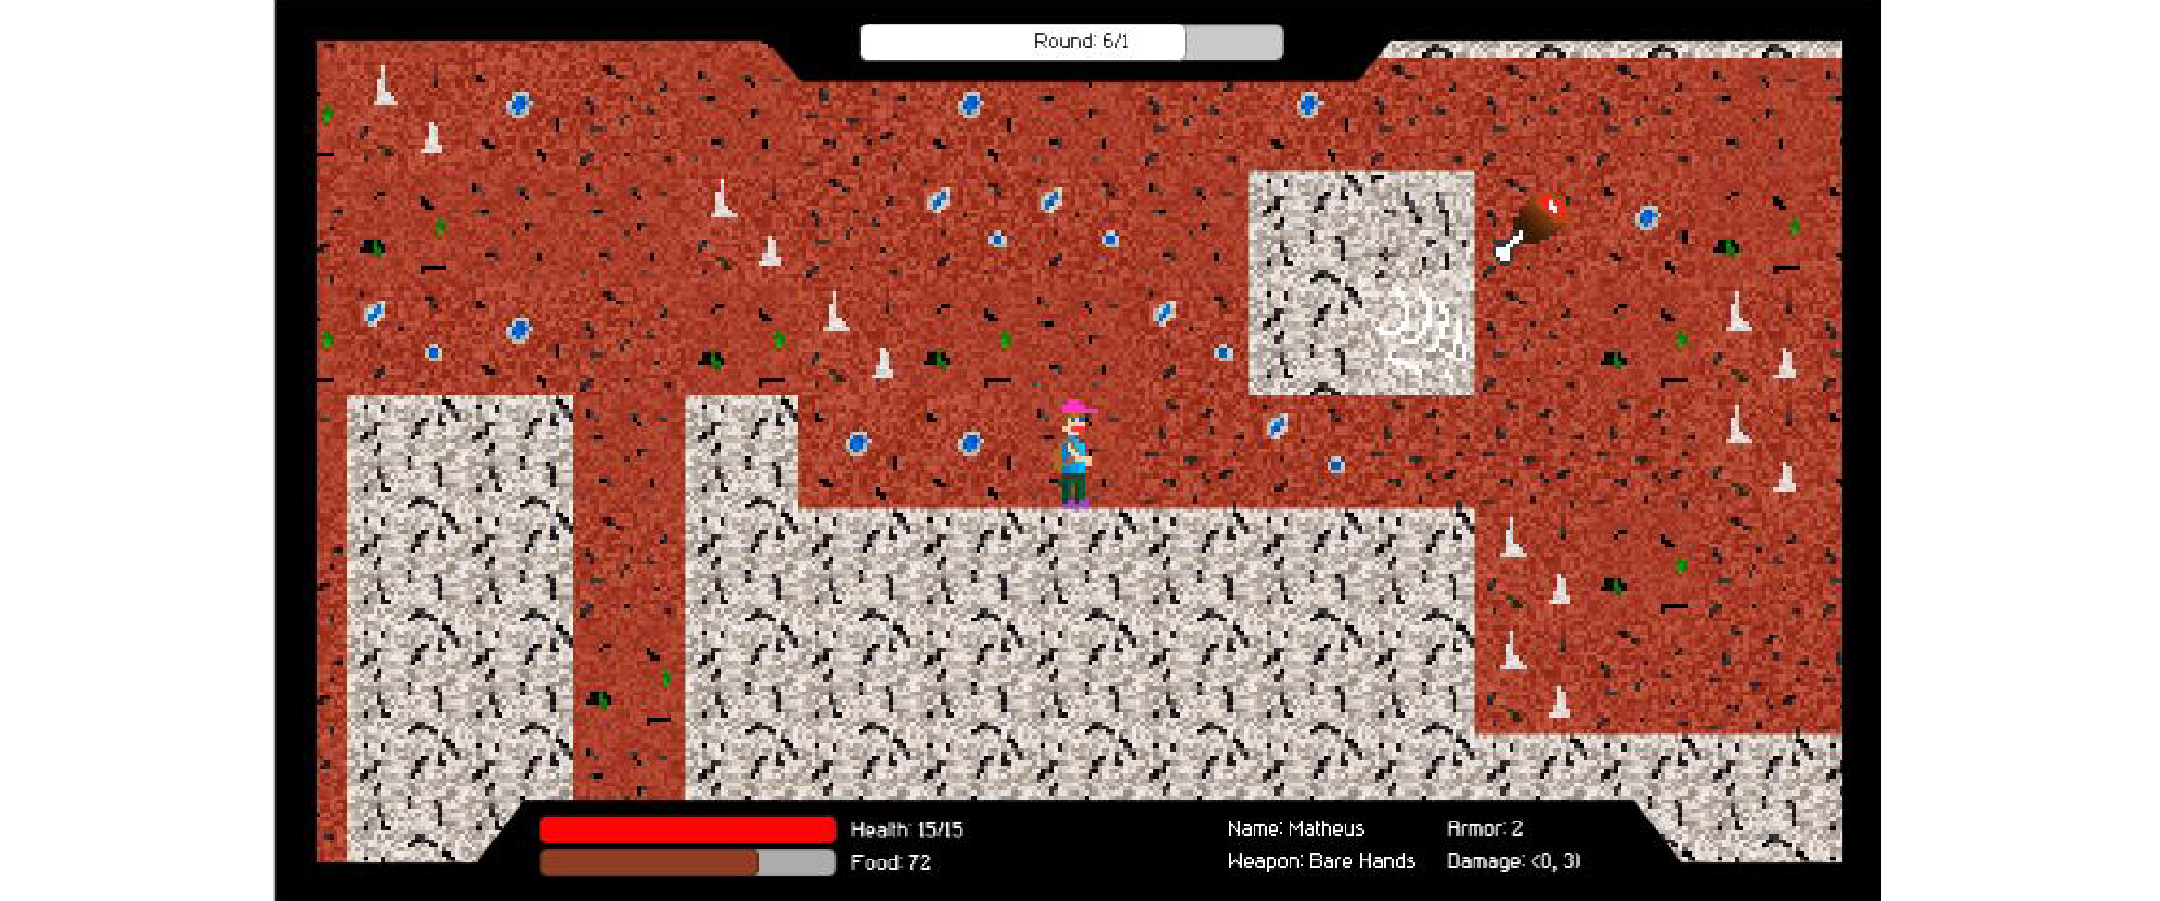 Round: 6/1
Health: 15/15
Food: 72
Name: Matheus
Weapon: Bare Hands
Armor: 2
Damage: <0, 3)